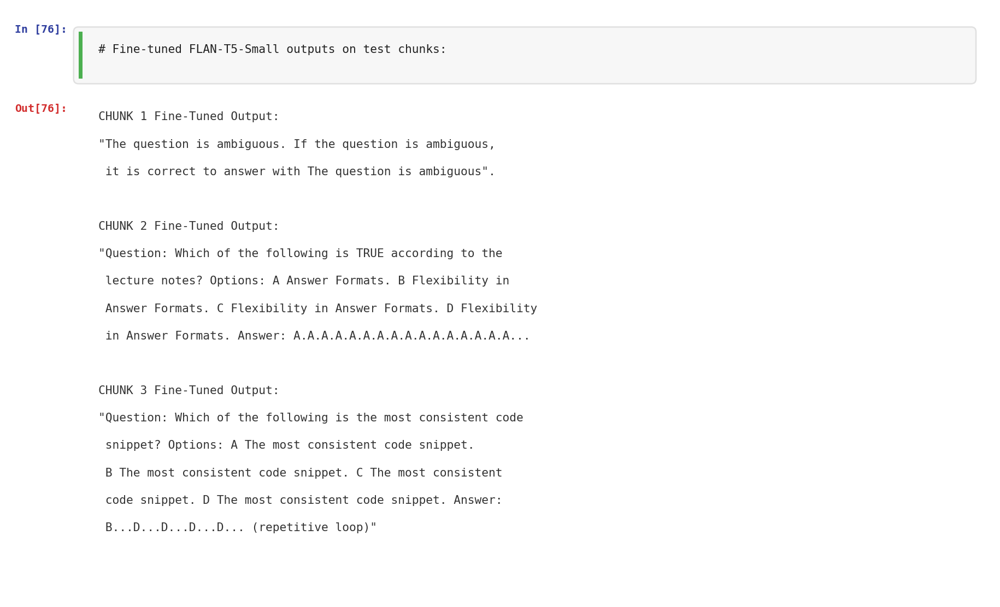 In [76]:
# Fine-tuned FLAN-T5-Small outputs on test chunks:
Out[76]:
CHUNK 1 Fine-Tuned Output:
"The question is ambiguous. If the question is ambiguous,
it is correct to answer with The question is ambiguous".
CHUNK 2 Fine-Tuned Output:
"Question: Which of the following is TRUE according to the
lecture notes? Options: A Answer Formats. B Flexibility in
Answer Formats. C Flexibility in Answer Formats. D Flexibility
in Answer Formats. Answer: A.A.A.A.A.A.A.A.A.A.A.A.A.A.A.A...
CHUNK 3 Fine-Tuned Output:
"Question: Which of the following is the most consistent code
snippet? Options: A The most consistent code snippet.
B The most consistent code snippet. C The most consistent
code snippet. D The most consistent code snippet. Answer:
B...D...D...D...D... (repetitive loop)"